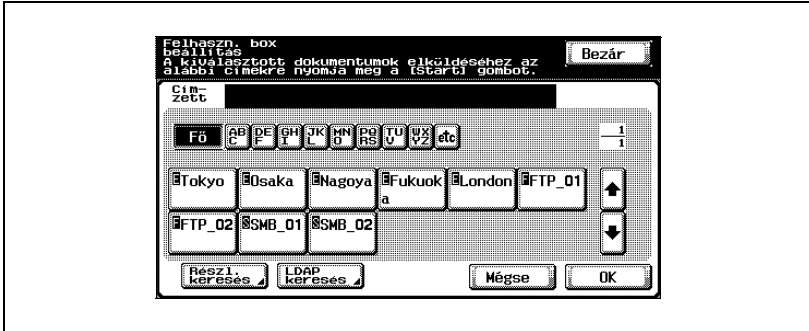 Felhaszn. box
beállítás
A kiválasztott dokumentumok elküldéséhez az
alábbi címekre nyomja meg a [Start] gombot.
Bezár
Cím-
zett
Fő
AB
C
DE
F
GH
I
JK
L
MN
O
PQ
RS
TU
V
WX
YZ
etc
1
1
E Tokyo
E Osaka
E Nagoya
E Fukuok
a
E London
F FTP_01
F FTP_02
S SMB_01
S SMB_02
Részl.
keresés
LDAP
keresés
Mégse
OK